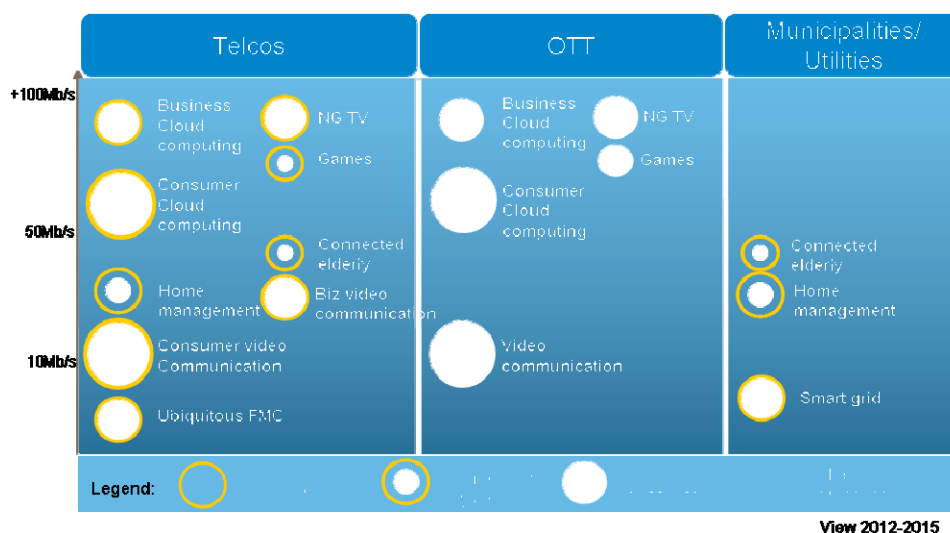 Telcos
OTT
Municipalities/
Utilities
+100Mb/s
50Mb/s
10Mb/s
Business
Cloud
computing
NG TV
Games
Consumer
Cloud
computing
Connected
elderly
Home
management
Biz video
communication
Consumer video
Communication
Ubiquitous FMC
Business
Cloud
computing
NG TV
Games
Consumer
Cloud
computing
Video
communication
Connected
elderly
Home
management
Smart grid
Legend:
View 2012-2015